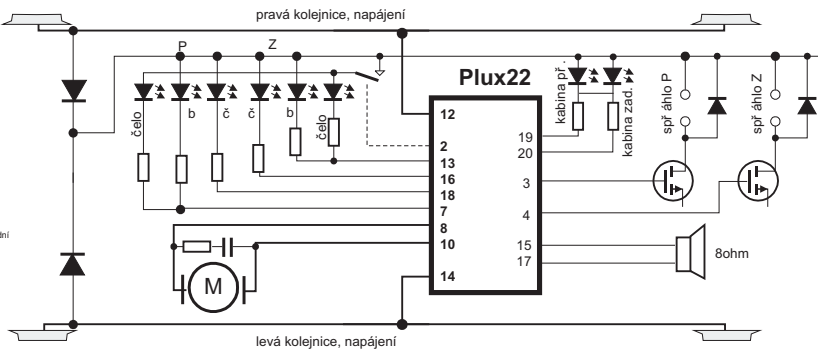 pravá kolejnice, napájení
P
Z
čelo
b
č
č
b
čelo
Plux22
12
2
13
16
18
7
8
10
14
19
20
3
4
15
17
kabina př.
kabina zad.
spř áhlo P
spř áhlo Z
8ohm
M
dní
levá kolejnice, napájení